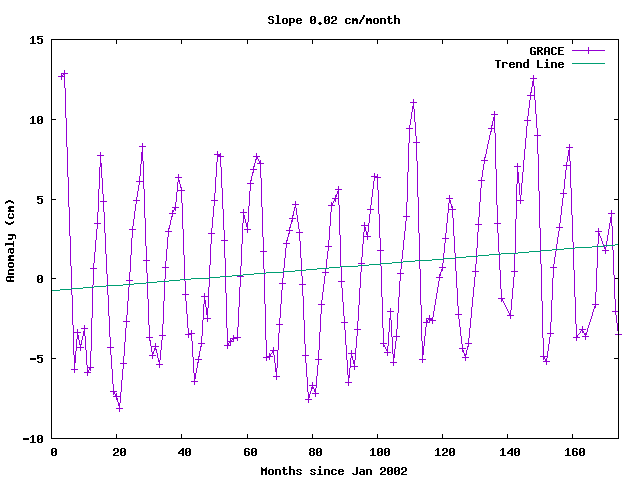 Slope 0.02 cm/month
15
GRACE
Trend Line
10
5
0
-5
-10
Anomaly (cm)
0 20 40 60 80 100 120 140 160
Months since Jan 2002